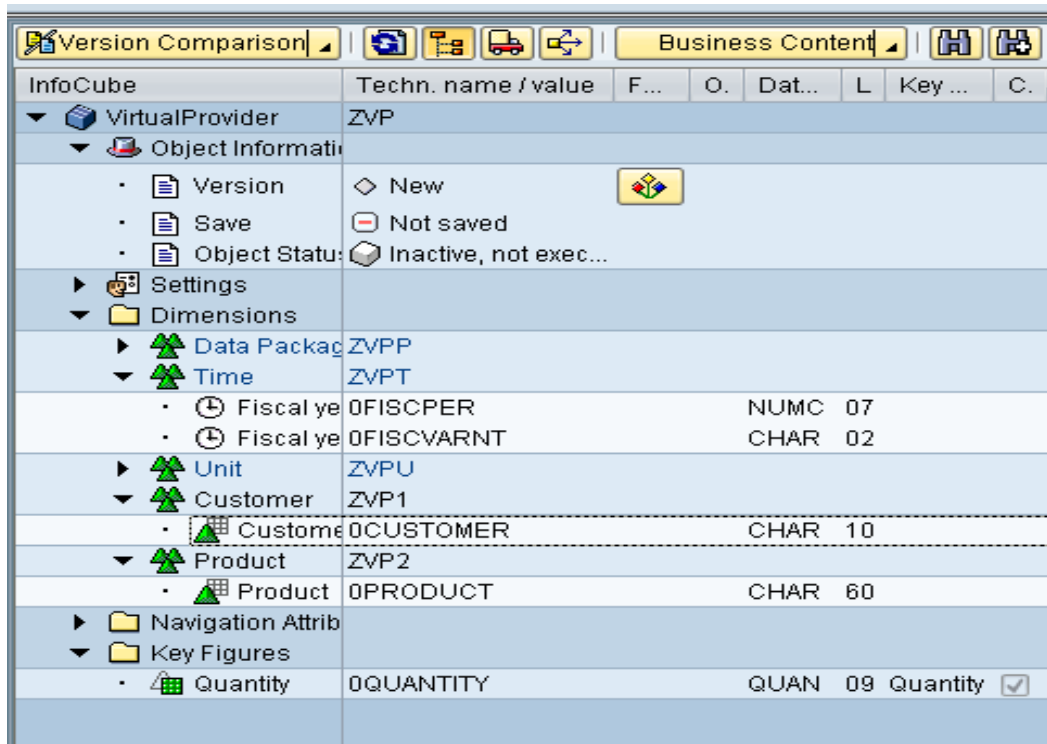 Version Comparison Business Content
InfoCube Techn. name / value F... O. Dat... L Key ... C.
VirtualProvider ZVP
Object Informati
Version New
Save Not saved
Object Statu: Inactive, not exec...
Settings
Dimensions
Data Packag ZVPP
Time ZVPT
Fiscal ye 0FISCPER NUMC 07
Fiscal ye 0FISCVARNT CHAR 02
Unit ZVPU
Customer ZVP1
Custome 0CUSTOMER CHAR 10
Product ZVP2
Product 0PRODUCT CHAR 60
Navigation Attrib
Key Figures
Quantity 0QUANTITY QUAN 09 Quantity